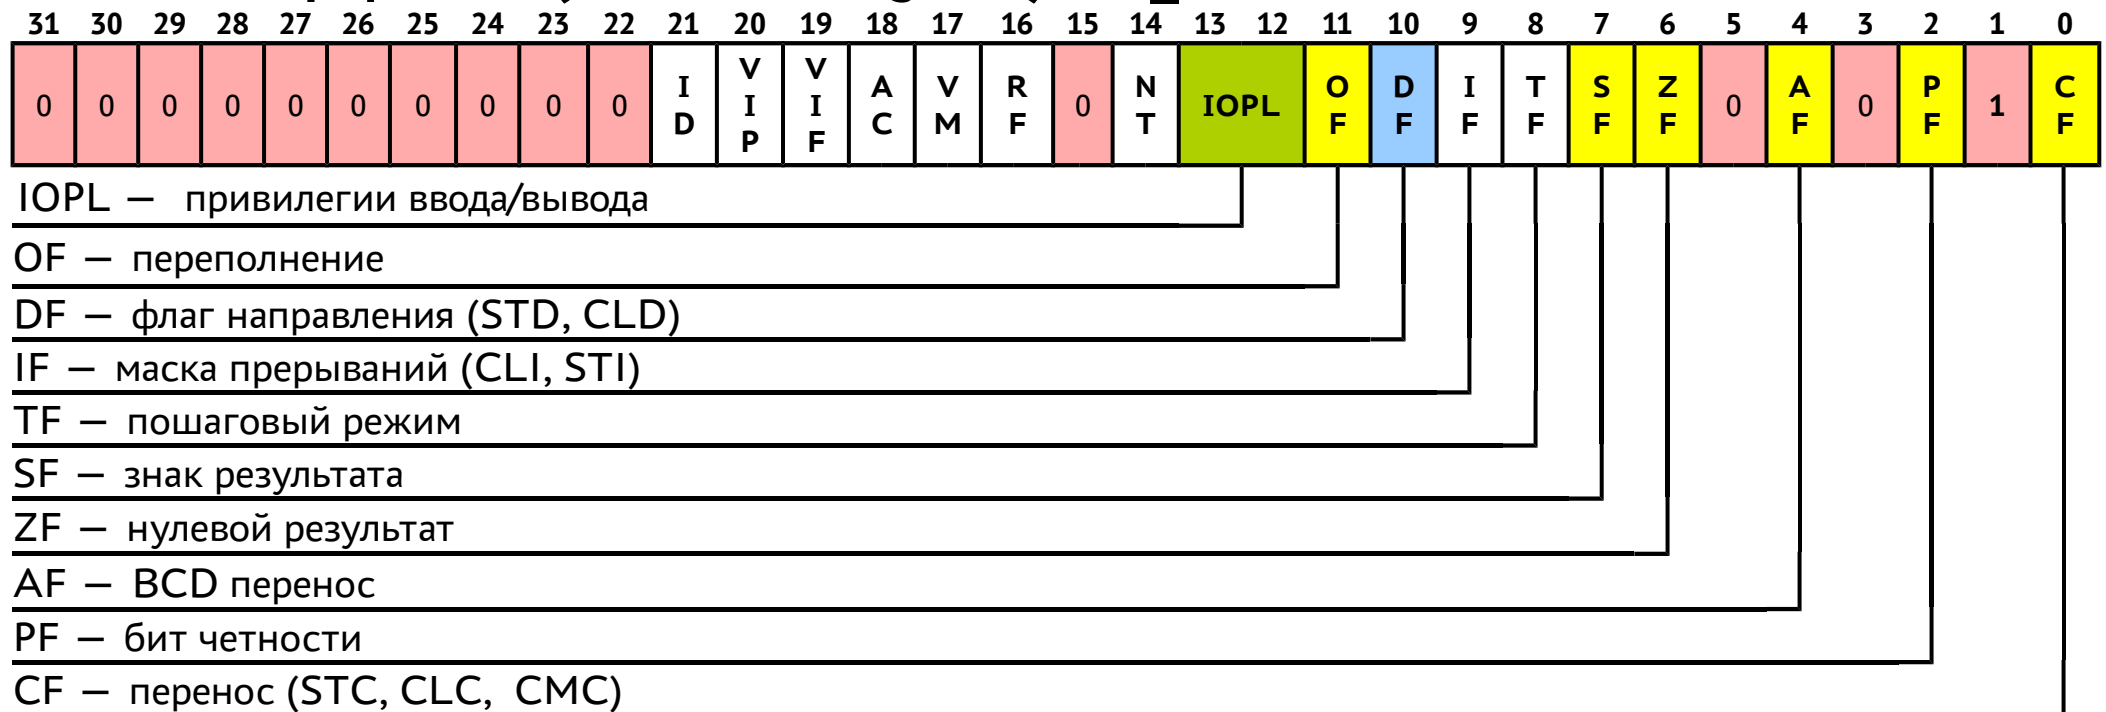 31 30 29 28 27 26 25 24 23 22 21 20 19 18 17 16 15 14 13 12 11 10 9 8 7 6 5 4 3 2 1 0
0 0 0 0 0 0 0 0 0 0 ID VIP VIF AC VM RF 0 NT IOPL OF DF IF TF SF ZF 0 AF 0 PF 1 CF
IOPL — привилегии ввода/вывода
OF — переполнение
DF — флаг направления (STD, CLD)
IF — маска прерываний (CLI, STI)
TF — пошаговый режим
SF — знак результата
ZF — нулевой результат
AF — BCD перенос
PF — бит четности
CF — перенос (STC, CLC, CMC)